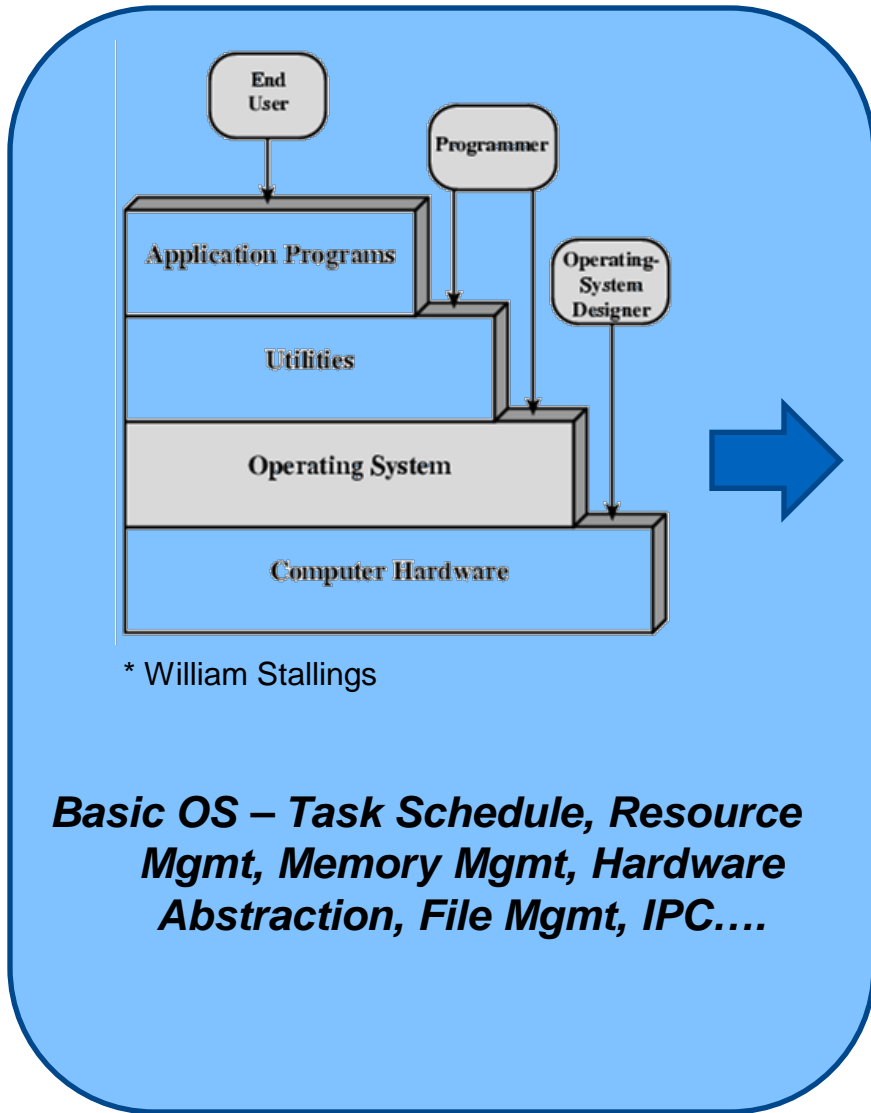 End
User
Programmer
Application Programs
Operating-
System
Designer
Utilities
Operating System
Computer Hardware
* William Stallings
Basic OS – Task Schedule, Resource
Mgmt, Memory Mgmt, Hardware
Abstraction, File Mgmt, IPC….